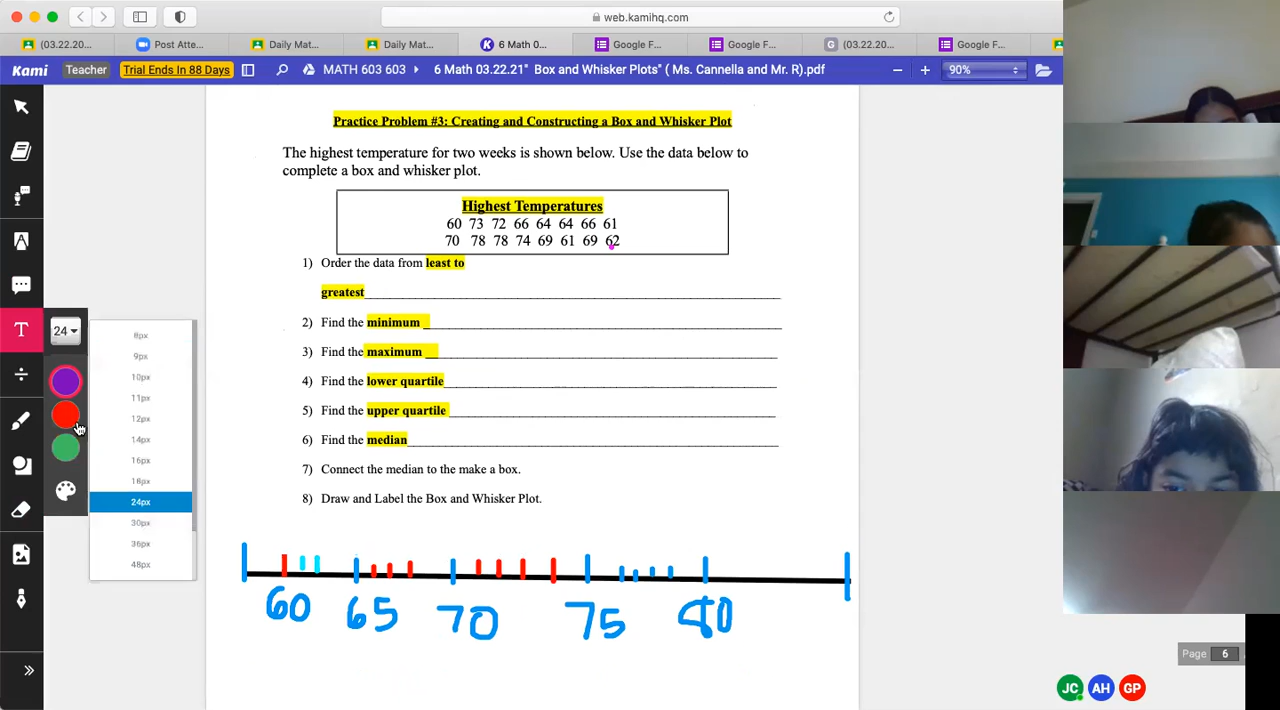 web.kamihq.com
(03.22.20...
Post Atte...
Daily Mat...
Daily Mat...
6 Math 0...
Google F...
Google F...
(03.22.20...
Google F...
Kami
Teacher
Trial Ends In 88 Days
MATH 603 603
6 Math 03.22.21" Box and Whisker Plots" ( Ms. Cannella and Mr. R).pdf
90%
Practice Problem #3: Creating and Constructing a Box and Whisker Plot
The highest temperature for two weeks is shown below. Use the data below to
complete a box and whisker plot.
Highest Temperatures
60 73 72 66 64 64 66 61
70 78 78 74 69 61 69 62
1) Order the data from least to
greatest
2) Find the minimum
3) Find the maximum
4) Find the lower quartile
5) Find the upper quartile
6) Find the median
7) Connect the median to the make a box.
8) Draw and Label the Box and Whisker Plot.
60 65 70 75 80
T
24
8px
9px
10px
11px
12px
14px
16px
18px
24px
30px
36px
48px
Page 6
JC AH GP